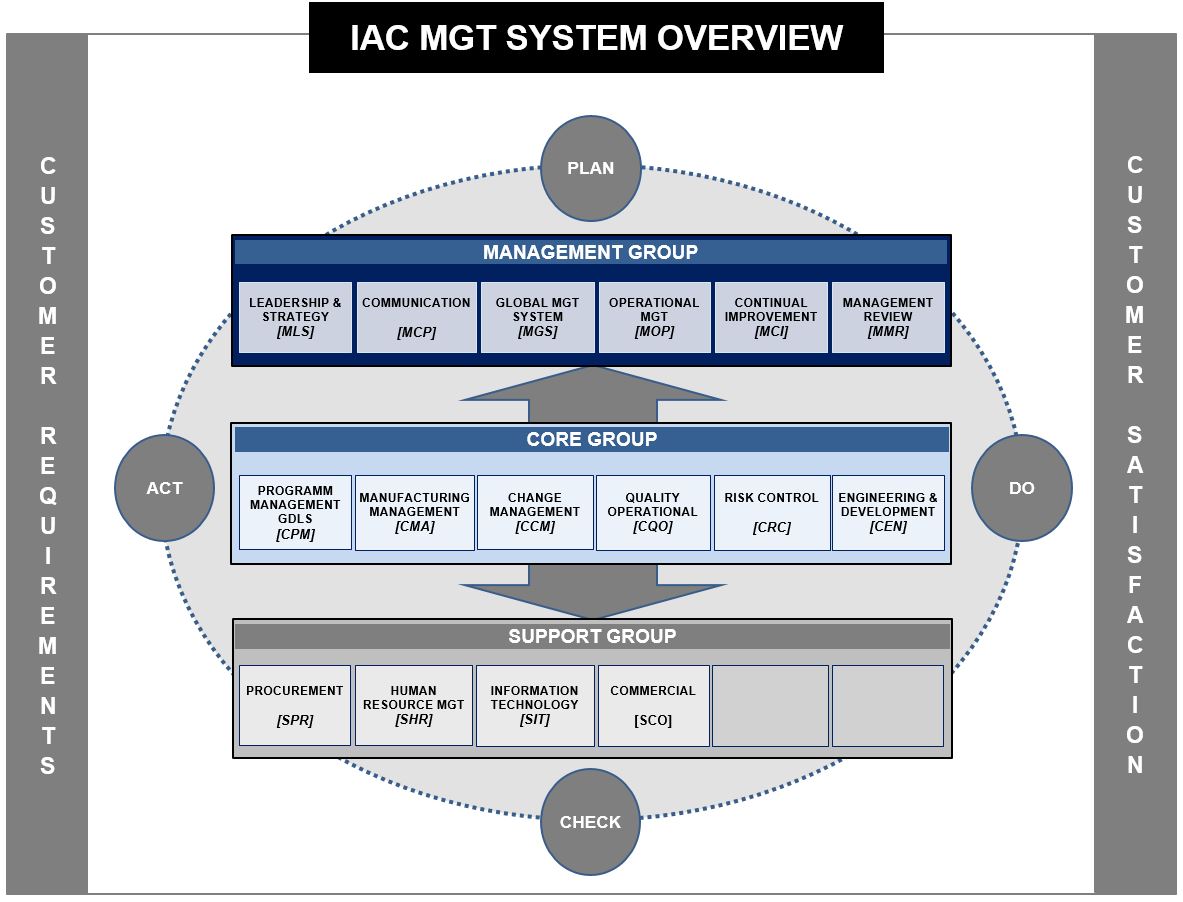 IAC MGT SYSTEM OVERVIEW
CUSTOMER REQUIREMENTS
PLAN
MANAGEMENT GROUP
LEADERSHIP &
STRATEGY
[MLS]
COMMUNICATION
[MCP]
GLOBAL MGT
SYSTEM
[MGS]
OPERATIONAL
MGT
[MOP]
CONTINUAL
IMPROVEMENT
[MCI]
MANAGEMENT
REVIEW
[MMR]
ACT
CORE GROUP
PROGRAMM
MANAGEMENT
GDLS
[CPM]
MANUFACTURING
MANAGEMENT
[CMA]
CHANGE
MANAGEMENT
[CCM]
QUALITY
OPERATIONAL
[CQO]
RISK CONTROL
[CRC]
ENGINEERING &
DEVELOPMENT
[CEN]
DO
SUPPORT GROUP
PROCUREMENT
[SPR]
HUMAN
RESOURCE MGT
[SHR]
INFORMATION
TECHNOLOGY
[SIT]
COMMERCIAL
[SCO]
CHECK
CUSTOMER SATISFACTION